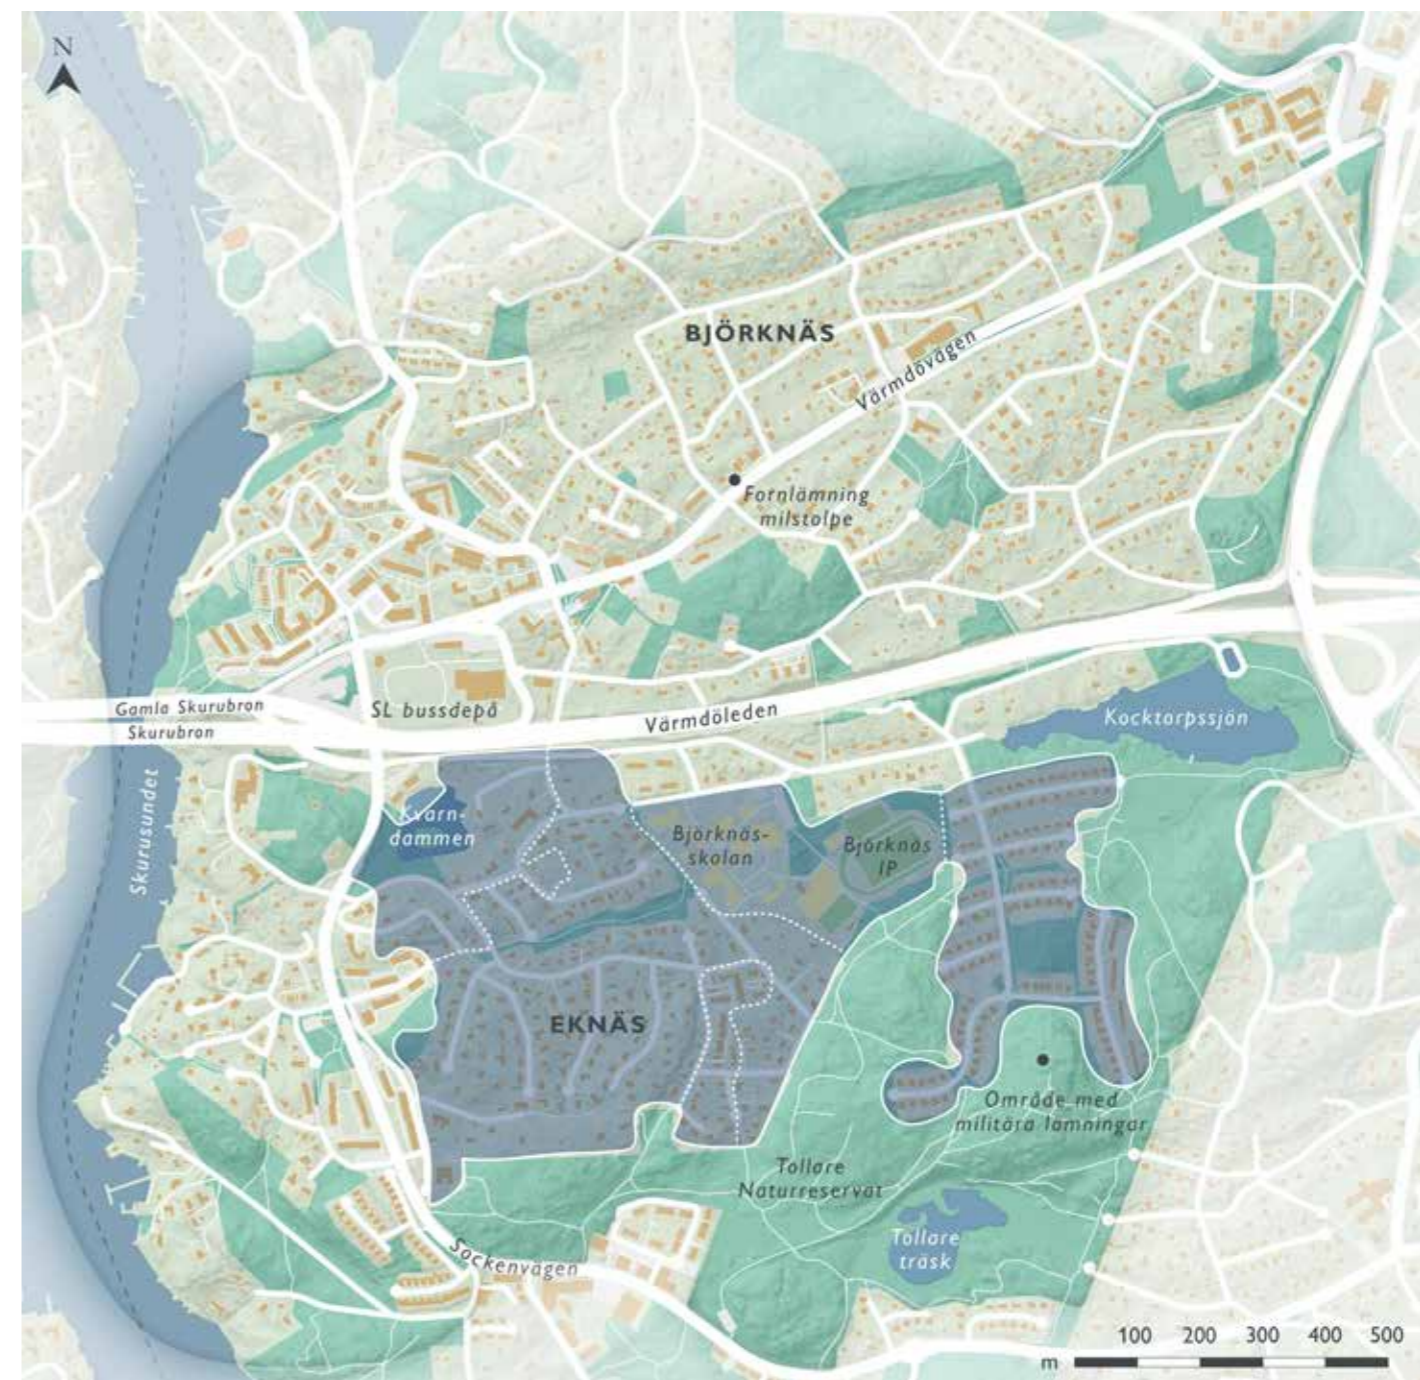 N
BJÖRKNÄS
Värmdövägen
Fornlämning
milstolpe
Gamla Skurubron
Skurubron
SL bussdepå
Värmdöleden
Kocktorpssjön
Skurusundet
Kvarn-
dammen
Björknäs-
skolan
Björknäs
IP
EKNÄS
Område med
militära lämningar
Tollare
Naturreservat
Tollare
träsk
Sockenvägen
100 200 300 400 500
m